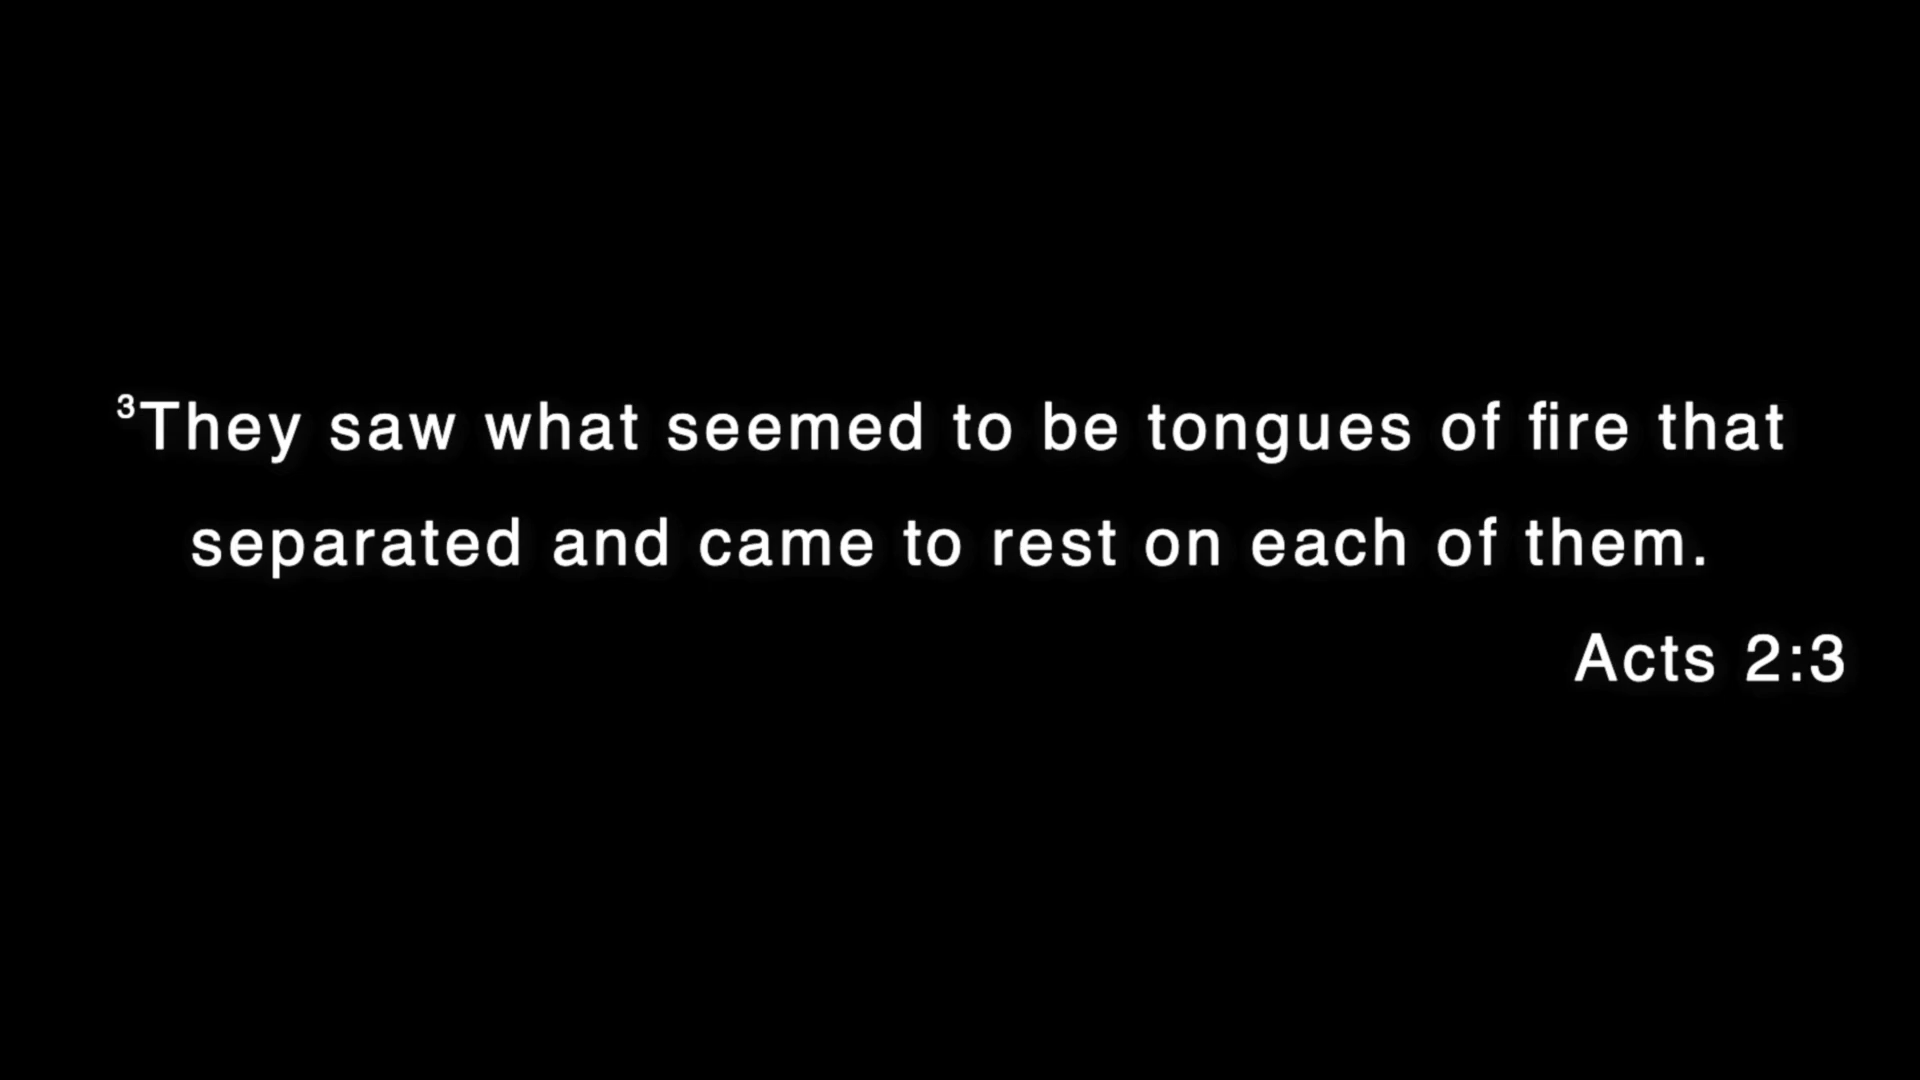 ³They saw what seemed to be tongues of fire that
separated and came to rest on each of them.
Acts 2:3